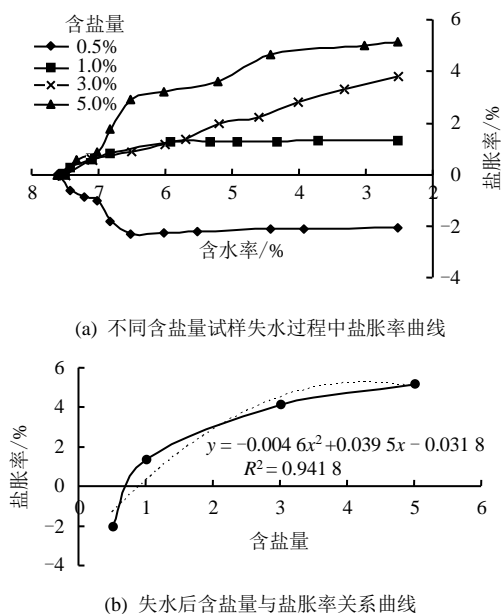 含盐量
0.5%
1.0%
3.0%
5.0%
6
4
2
0
−2
−4
盐胀率/%
8 7 6 5 4 3 2
含水率/%
(a) 不同含盐量试样失水过程中盐胀率曲线
盐胀率/%
6
4
2
0
−2
−4
1 2 3 4 5 6
y = −0.004 6x²+0.039 5x − 0.031 8
R² = 0.941 8
含盐量
(b) 失水后含盐量与盐胀率关系曲线